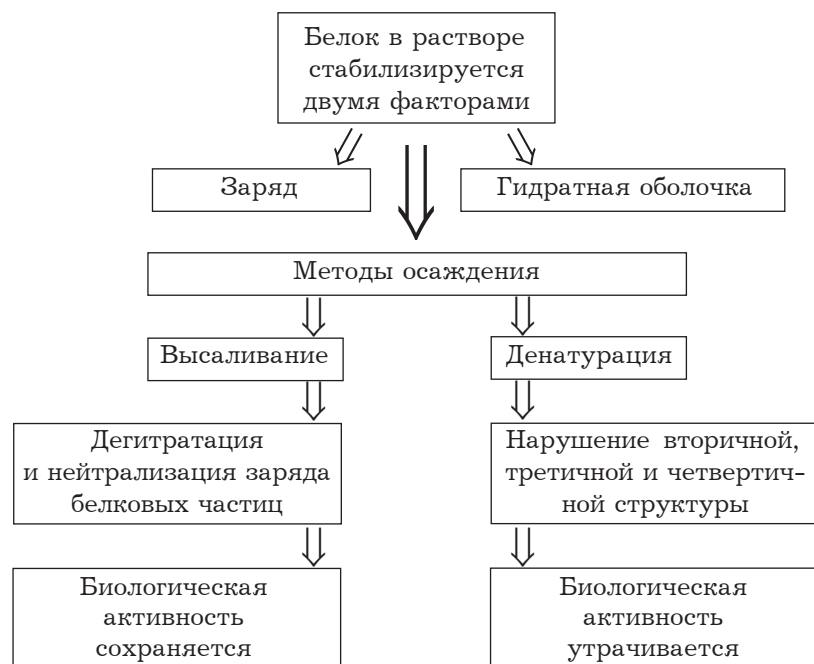 Белок в растворе
стабилизируется
двумя факторами
Заряд
Гидратная оболочка
Методы осаждения
Высаливание
Денатурация
Дегитратация
и нейтрализация заряда
белковых частиц
Нарушение вторичной,
третичной и четвертич-
ной структуры
Биологическая
активность
сохраняется
Биологическая
активность
утрачивается